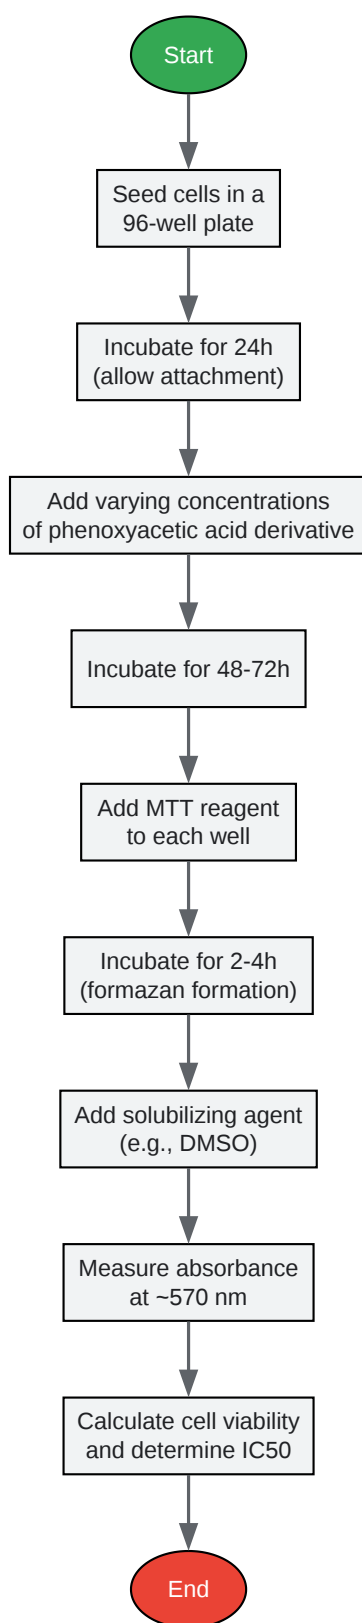 Start
Seed cells in a
96-well plate
Incubate for 24h
(allow attachment)
Add varying concentrations
of phenoxyacetic acid derivative
Incubate for 48-72h
Add MTT reagent
to each well
Incubate for 2-4h
(formazan formation)
Add solubilizing agent
(e.g., DMSO)
Measure absorbance
at ~570 nm
Calculate cell viability
and determine IC50
End